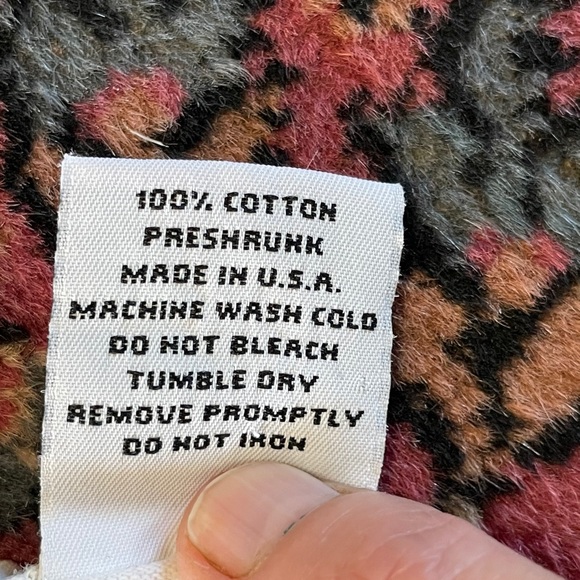 100% COTTON
PRESHRUNK
MADE IN U.S.A.
MACHINE WASH COLD
DO NOT BLEACH
TUMBLE DRY
REMOVE PROMPTLY
DO NOT IRON